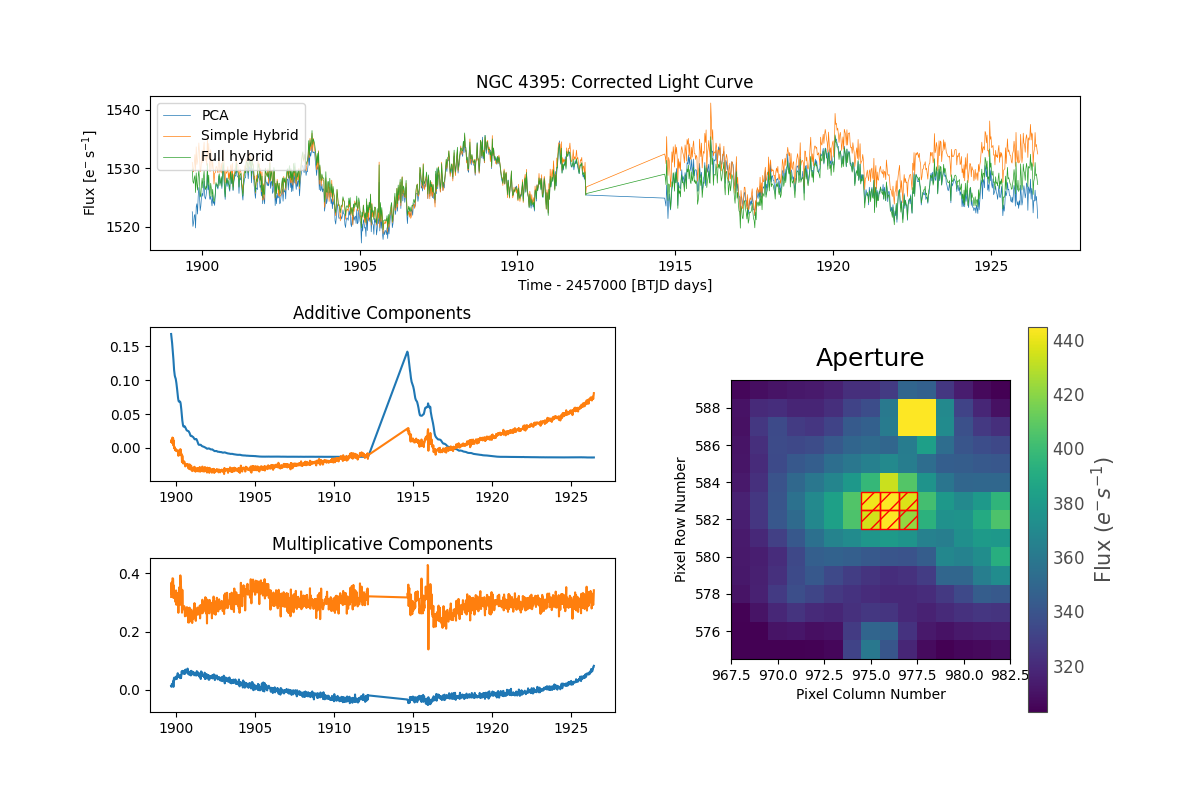 NGC 4395: Corrected Light Curve
Flux [e⁻ s⁻¹]
1540
1530
1520
PCA
Simple Hybrid
Full hybrid
1900 1905 1910 1915 1920 1925
Time - 2457000 [BTJD days]
Additive Components
0.15
0.10
0.05
0.00
1900 1905 1910 1915 1920 1925
Multiplicative Components
0.4
0.2
0.0
1900 1905 1910 1915 1920 1925
Aperture
Pixel Row Number
588
586
584
582
580
578
576
967.5 970.0 972.5 975.0 977.5 980.0 982.5
Pixel Column Number
440
420
400
380
360
340
320
Flux (e⁻s⁻¹)